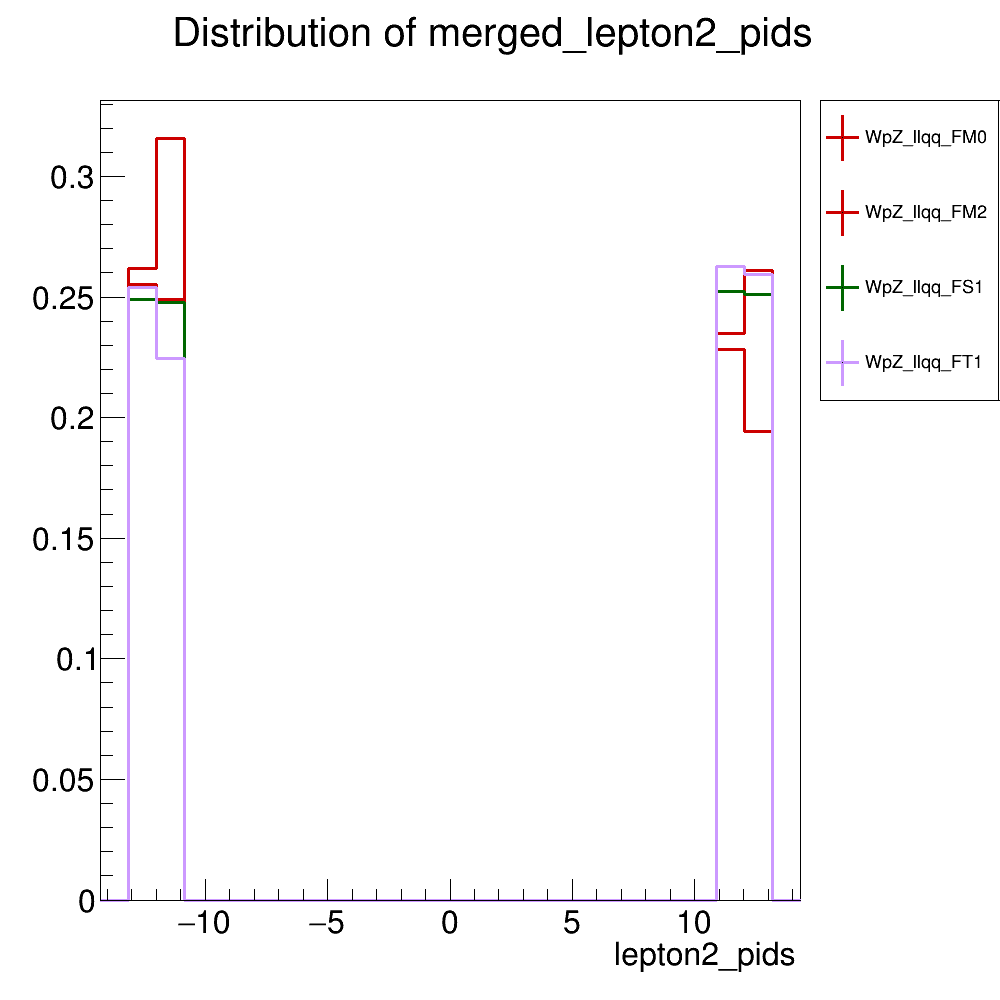 Distribution of merged_lepton2_pids
WpZ_llqq_FM0
WpZ_llqq_FM2
WpZ_llqq_FS1
WpZ_llqq_FT1
0.3
0.25
0.2
0.15
0.1
0.05
0
−10 −5 0 5 10
lepton2_pids